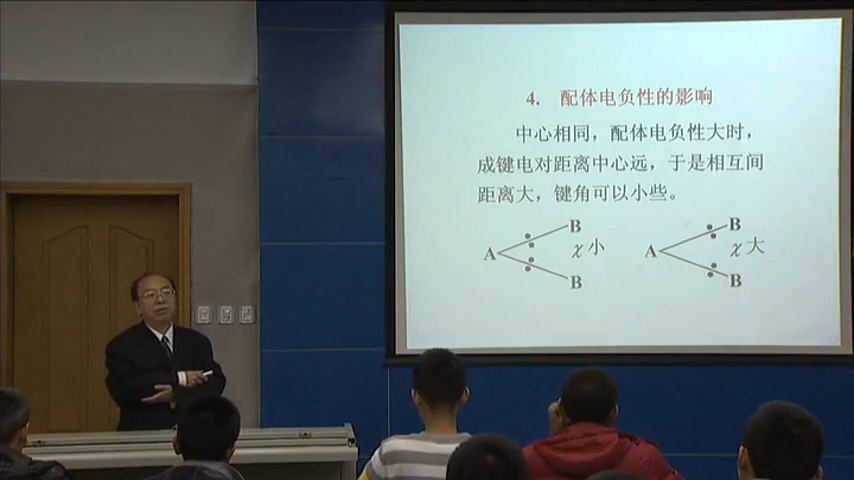 4. 配体电负性的影响
中心相同，配体电负性大时，
成键电对距离中心远，于是相互间
距离大，键角可以小些。
A B B χ小
A B B χ大